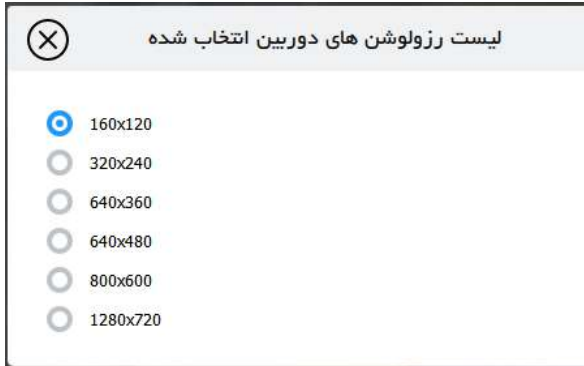 لیست رزولوشن های دوربین انتخاب شده
160x120
320x240
640x360
640x480
800x600
1280x720